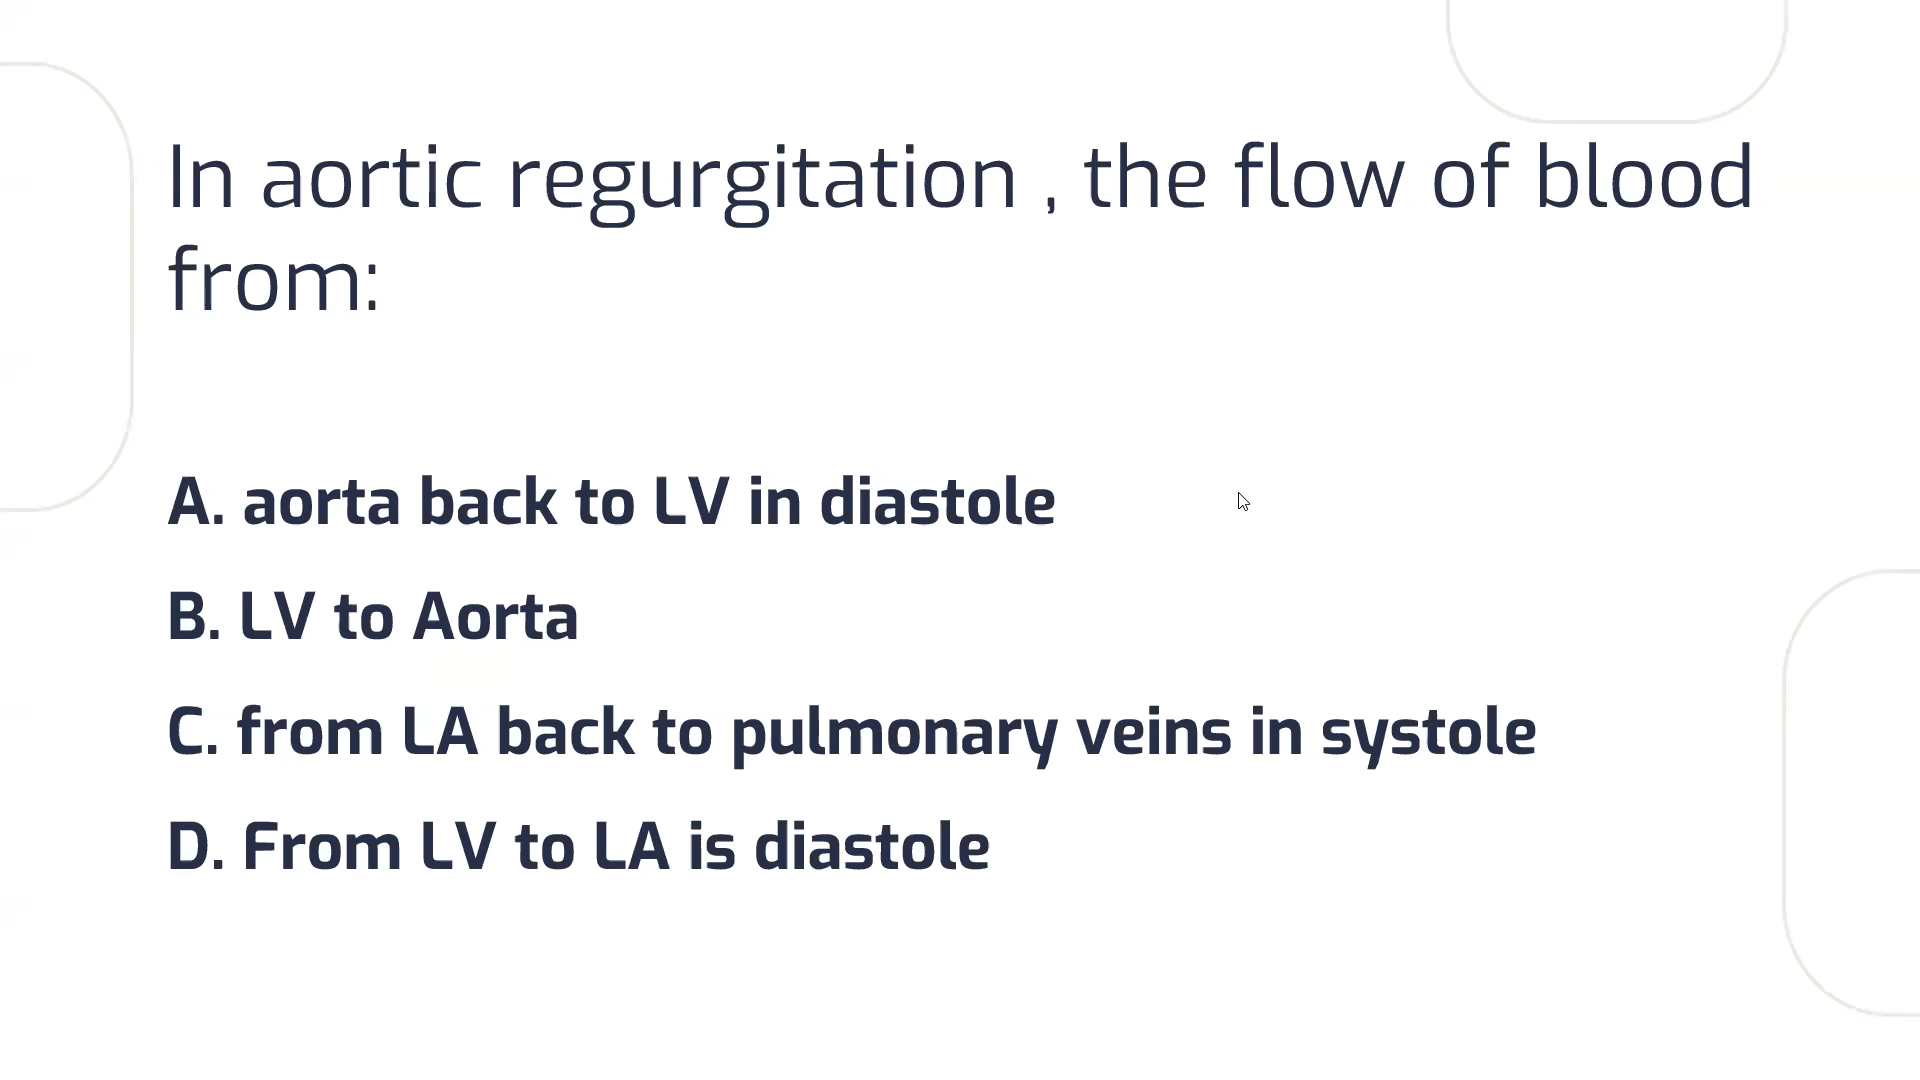 In aortic regurgitation , the flow of blood
from:
A. aorta back to LV in diastole
B. LV to Aorta
C. from LA back to pulmonary veins in systole
D. From LV to LA is diastole